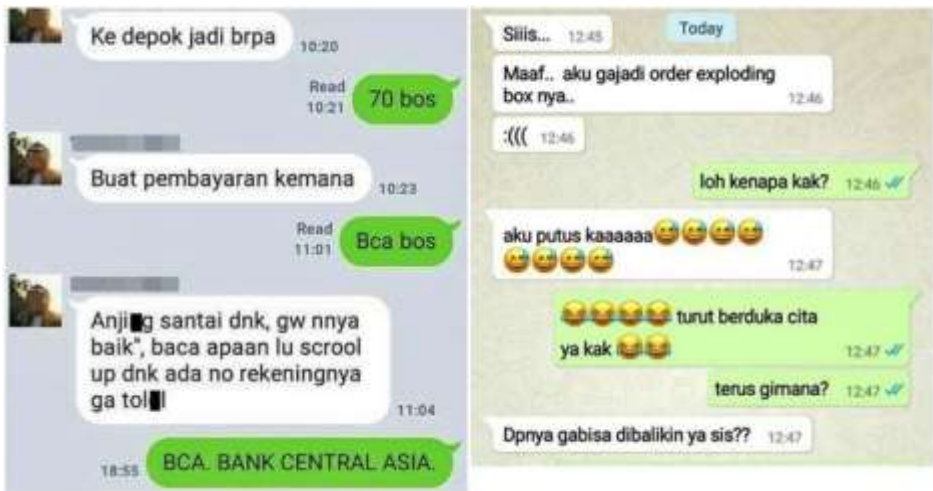 Ke depok jadi brpa
10:20
Read
10:21
70 bos
Buat pembayaran kemana
10:23
Read
11:01
Bca bos
Anji■g santai dnk, gw nnya
baik", baca apaan lu scrool
up dnk ada no rekeningnya
ga tol■l
11:04
18:55
BCA. BANK CENTRAL ASIA.
Today
Siiis... 12:45
Maaf.. aku gajadi order exploding
box nya..
12:46
:((( 12:46
loh kenapa kak? 12:46
aku putus kaaaaaa😅😅😅😅
😅😅😅😅
12:47
😂😂😂😂 turut berduka cita
ya kak 😂😂
12:47
terus gimana? 12:47
Dpnya gabisa dibalikin ya sis?? 12:47